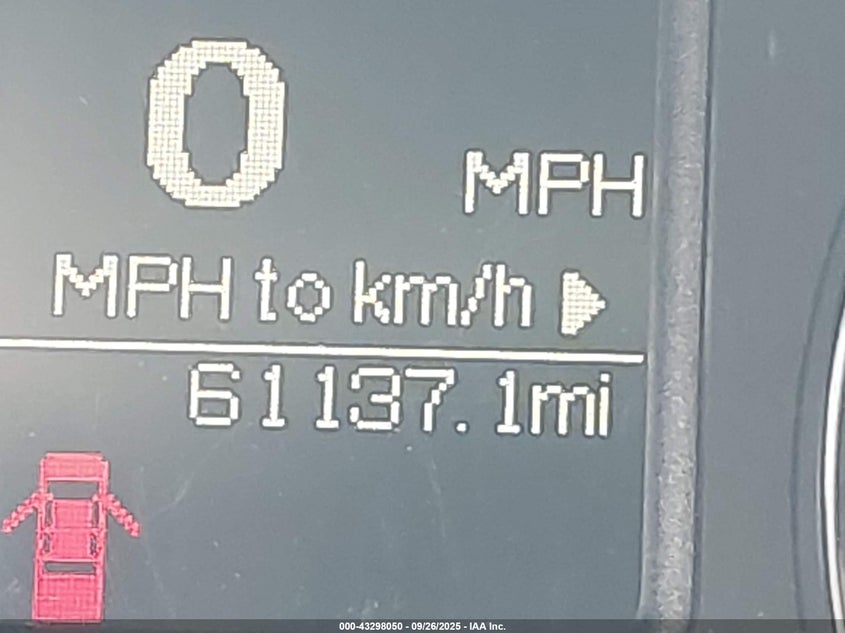 0
MPH
MPH to km/h
61137.1mi
000-43298050 - 09/26/2025 - IAA Inc.